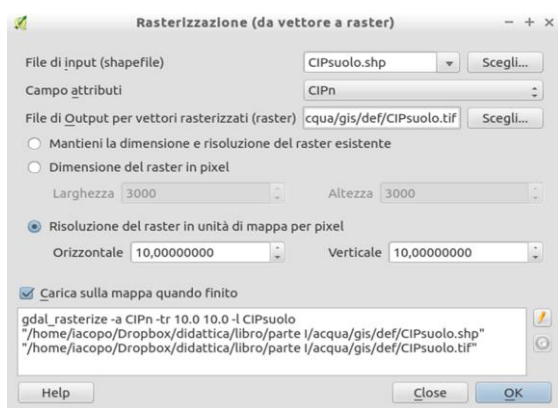 Rasterizzazione (da vettore a raster)
File di input (shapefile) CIPsuolo.shp Scegli...
Campo attributi CIPn
File di Output per vettori rasterizzati (raster) cqua/gis/def/CIPsuolo.tif Scegli...
Mantieni la dimensione e risoluzione del raster esistente
Dimensione del raster in pixel
Larghezza 3000 Altezza 3000
Risoluzione del raster in unità di mappa per pixel
Orizzontale 10,00000000 Verticale 10,00000000
Carica sulla mappa quando finito
gdal_rasterize -a CIPn -tr 10.0 10.0 -l CIPsuolo
"/home/iacopo/Dropbox/didattica/libro/parte I/acqua/gis/def/CIPsuolo.shp"
"/home/iacopo/Dropbox/didattica/libro/parte I/acqua/gis/def/CIPsuolo.tif"
Help Close OK